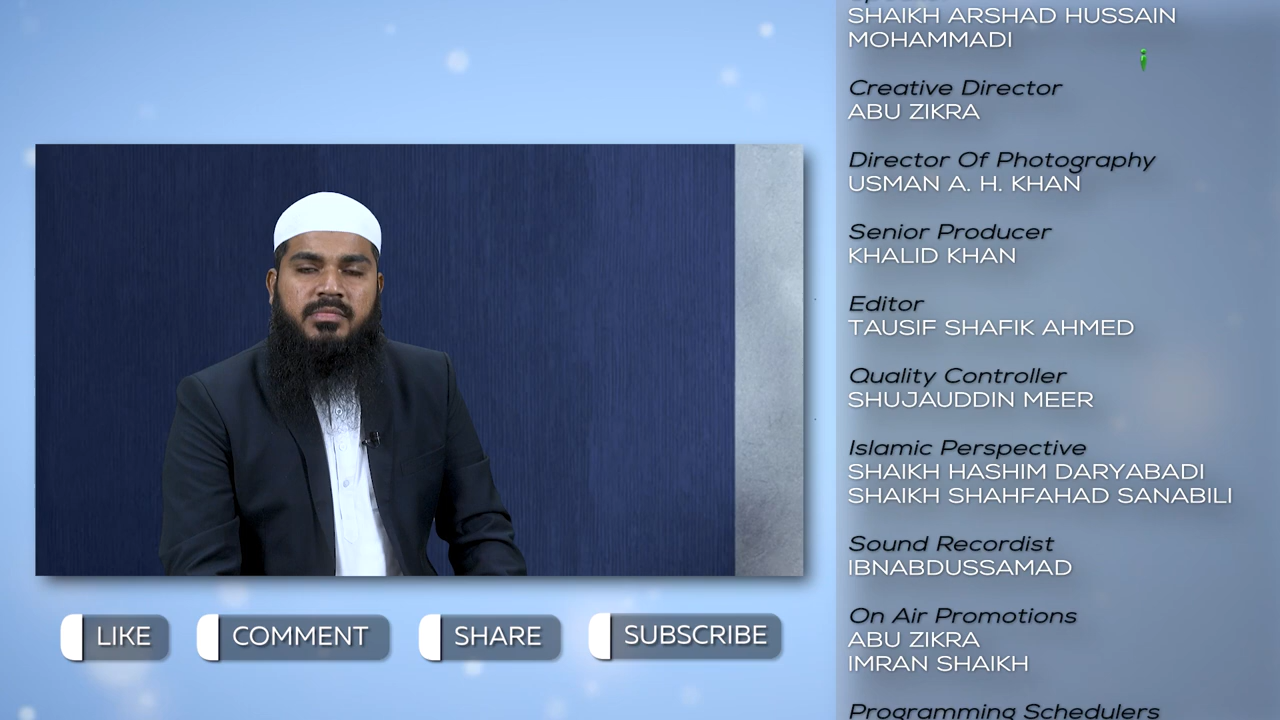 SHAIKH ARSHAD HUSSAIN
MOHAMMADI
Creative Director
ABU ZIKRA
Director Of Photography
USMAN A. H. KHAN
Senior Producer
KHALID KHAN
Editor
TAUSIF SHAFIK AHMED
Quality Controller
SHUJAUDDIN MEER
Islamic Perspective
SHAIKH HASHIM DARYABADI
SHAIKH SHAHFAHAD SANABILI
Sound Recordist
IBNABDUSSAMAD
On Air Promotions
ABU ZIKRA
IMRAN SHAIKH
Programming Schedulers
LIKE
COMMENT
SHARE
SUBSCRIBE